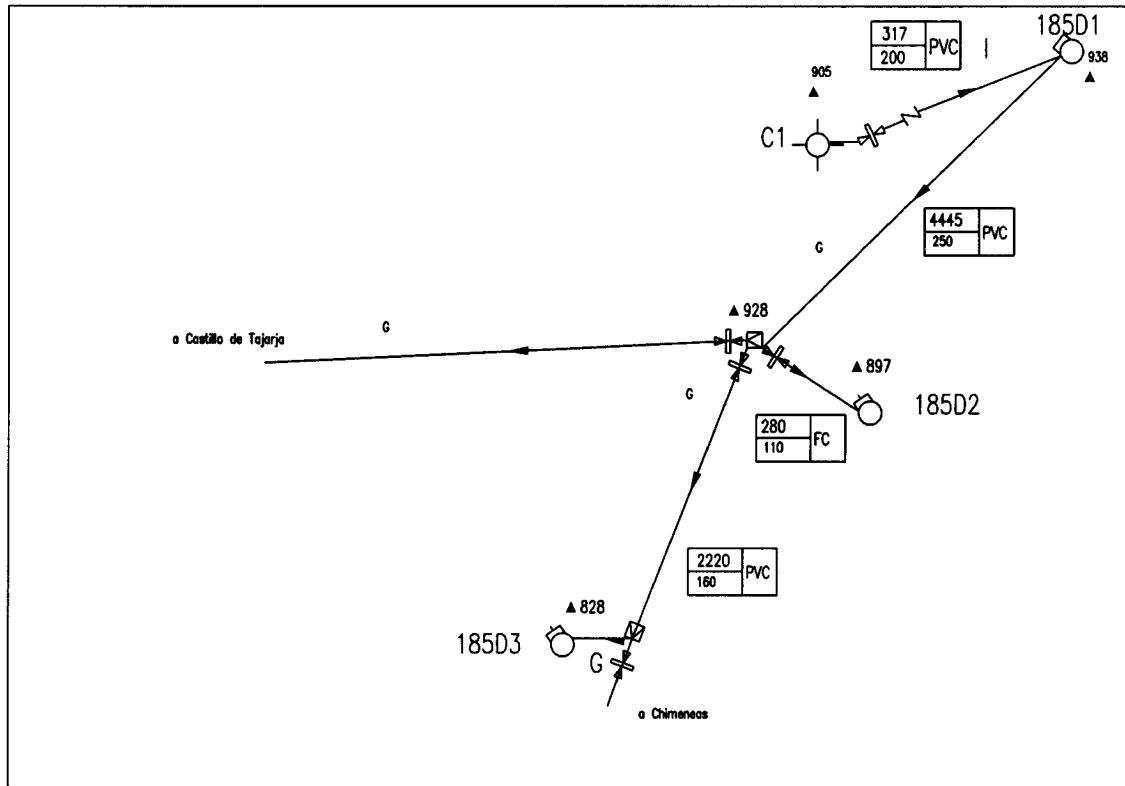 317
200
PVC
I
185D1
938
905
C1
4445
250
PVC
G
928
G
a Castillo de Tajarja
897
185D2
G
280
110
FC
2220
160
PVC
828
185D3
G
a Chimeneas